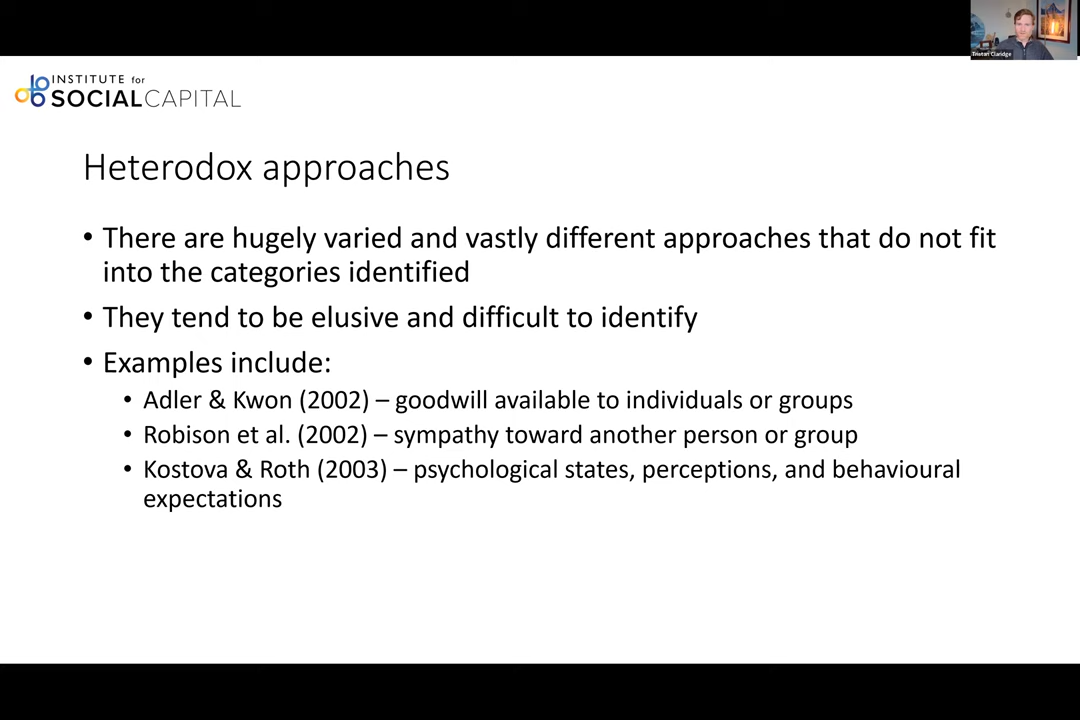 Tristan Claridge
INSTITUTE for
SOCIALCAPITAL
Heterodox approaches
• There are hugely varied and vastly different approaches that do not fit
into the categories identified
• They tend to be elusive and difficult to identify
• Examples include:
• Adler & Kwon (2002) – goodwill available to individuals or groups
• Robison et al. (2002) – sympathy toward another person or group
• Kostova & Roth (2003) – psychological states, perceptions, and behavioural
expectations